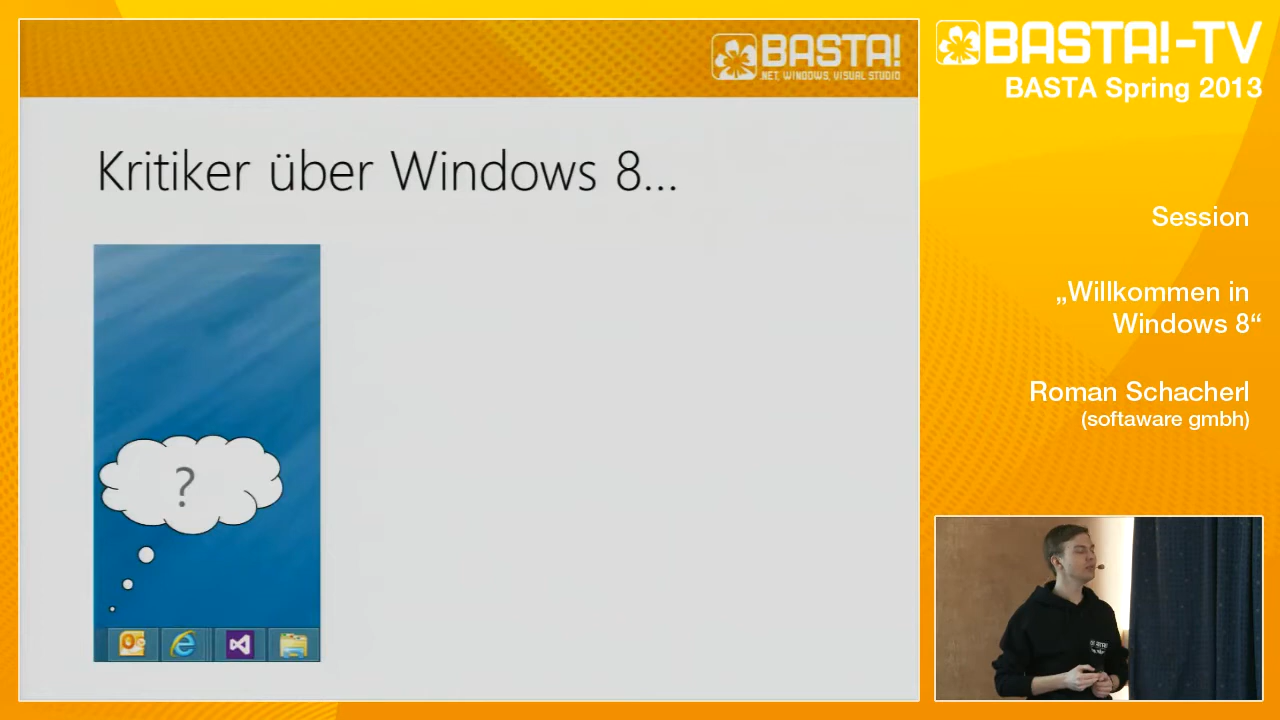 BASTA!
.NET, WINDOWS, VISUAL STUDIO
Kritiker über Windows 8...
?
BASTA!-TV
BASTA Spring 2013
Session
„Willkommen in
Windows 8“
Roman Schacherl
(softaware gmbh)
BASTA!